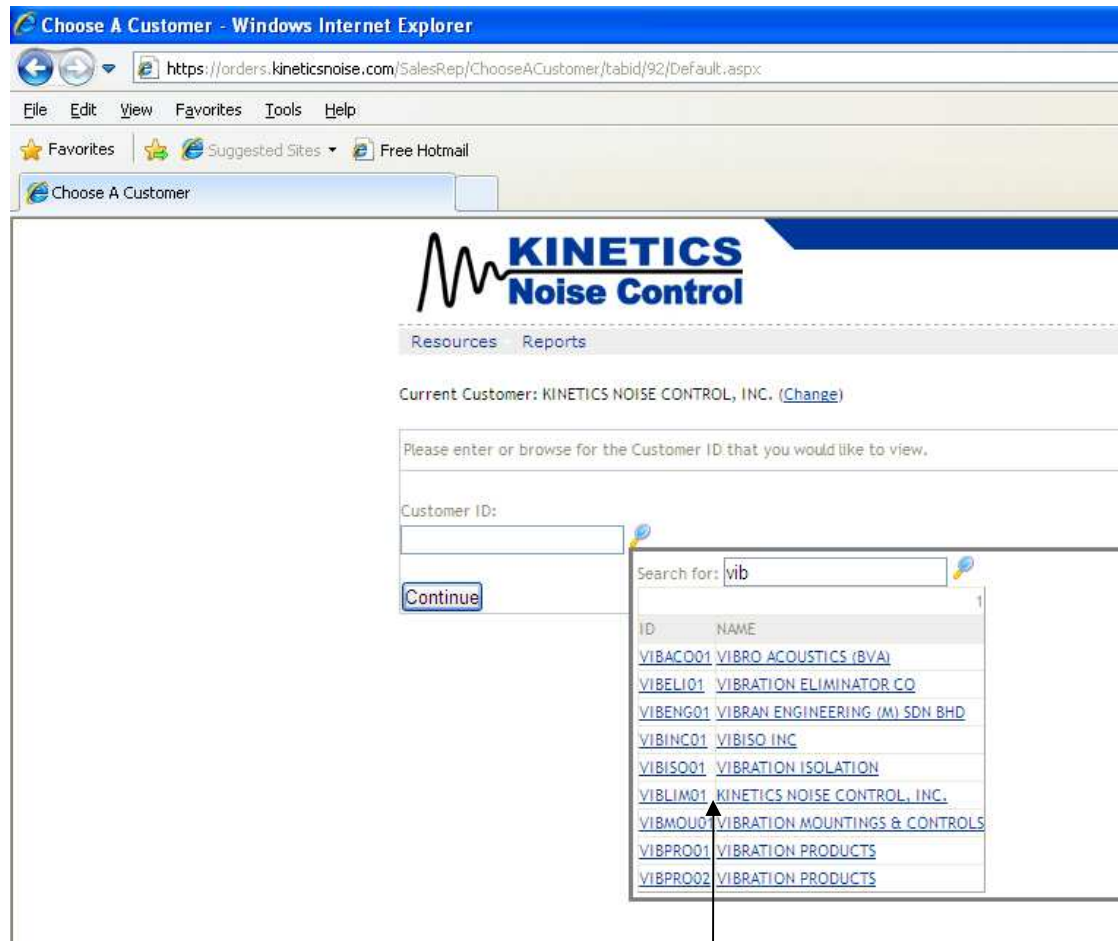 Choose A Customer - Windows Internet Explorer
https://orders.kineticsnoise.com/SalesRep/ChooseACustomer/tabid/92/Default.aspx
File Edit View Favorites Tools Help
Favorites Suggested Sites Free Hotmail
Choose A Customer
KINETICS
Noise Control
Resources Reports
Current Customer: KINETICS NOISE CONTROL, INC. (Change)
Please enter or browse for the Customer ID that you would like to view.
Customer ID:
Search for: vib
Continue
1
ID NAME
VIBACO01 VIBRO ACOUSTICS (BVA)
VIBELI01 VIBRATION ELIMINATOR CO
VIBENG01 VIBRAN ENGINEERING (M) SDN BHD
VIBINC01 VIBISO INC
VIBISO01 VIBRATION ISOLATION
VIBLIM01 KINETICS NOISE CONTROL, INC.
VIBMOU01 VIBRATION MOUNTINGS & CONTROLS
VIBPRO01 VIBRATION PRODUCTS
VIBPRO02 VIBRATION PRODUCTS